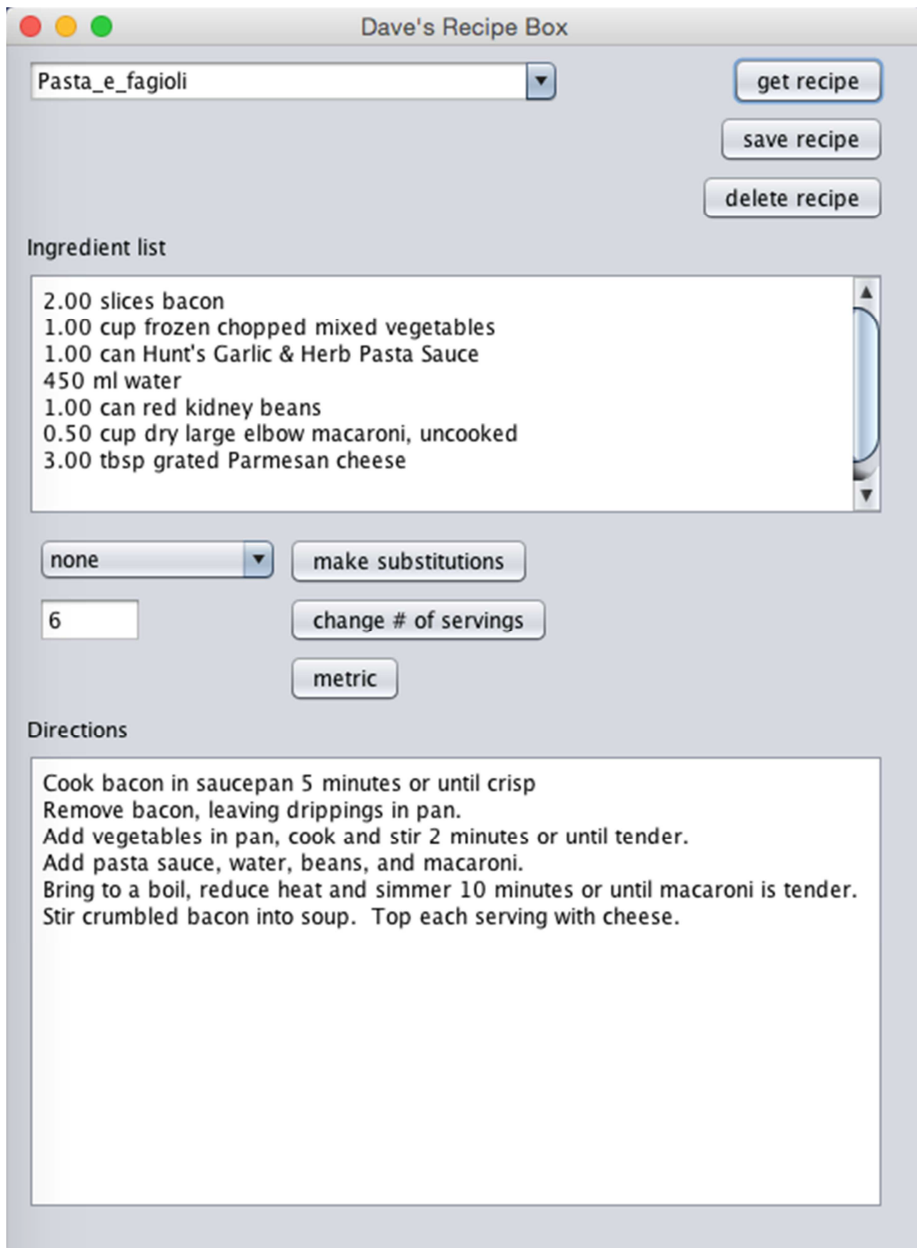 Dave's Recipe Box
Pasta_e_fagioli
get recipe
save recipe
delete recipe
Ingredient list
2.00 slices bacon
1.00 cup frozen chopped mixed vegetables
1.00 can Hunt's Garlic & Herb Pasta Sauce
450 ml water
1.00 can red kidney beans
0.50 cup dry large elbow macaroni, uncooked
3.00 tbsp grated Parmesan cheese
none
make substitutions
6
change # of servings
metric
Directions
Cook bacon in saucepan 5 minutes or until crisp
Remove bacon, leaving drippings in pan.
Add vegetables in pan, cook and stir 2 minutes or until tender.
Add pasta sauce, water, beans, and macaroni.
Bring to a boil, reduce heat and simmer 10 minutes or until macaroni is tender.
Stir crumbled bacon into soup.  Top each serving with cheese.